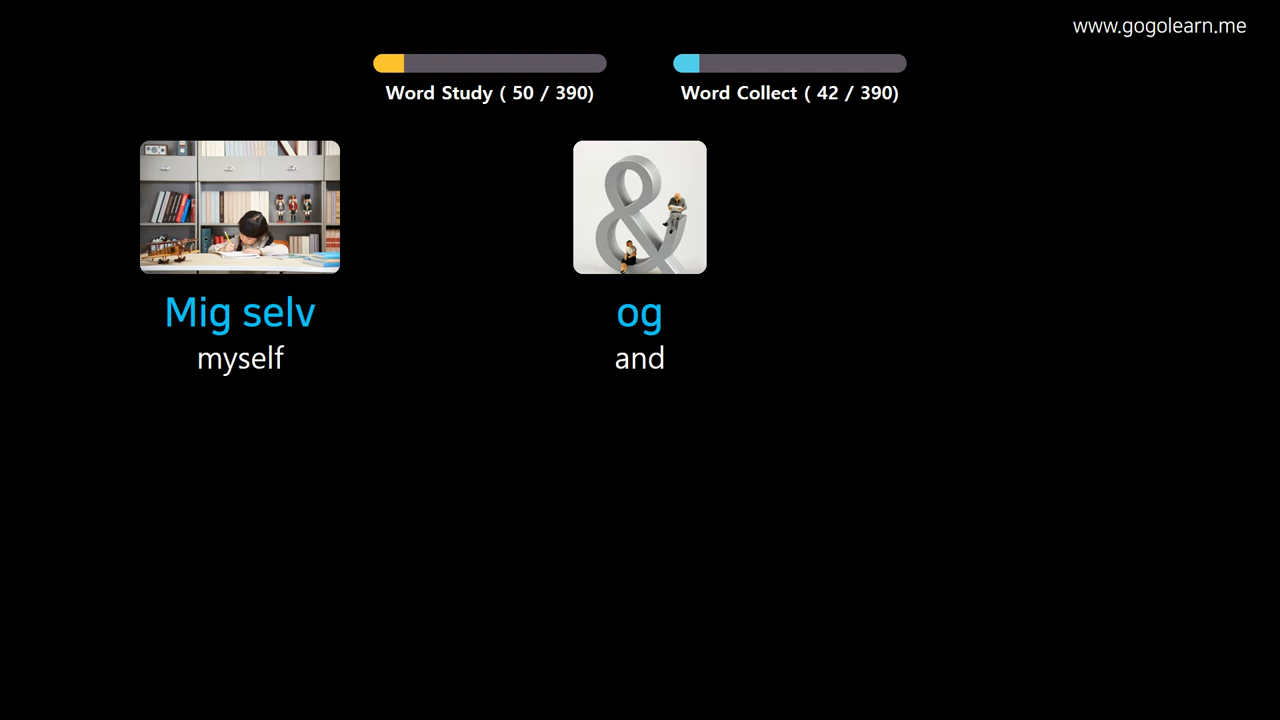 www.gogolearn.me
Word Study ( 50 / 390)
Word Collect ( 42 / 390)
&
Mig selv
myself
og
and